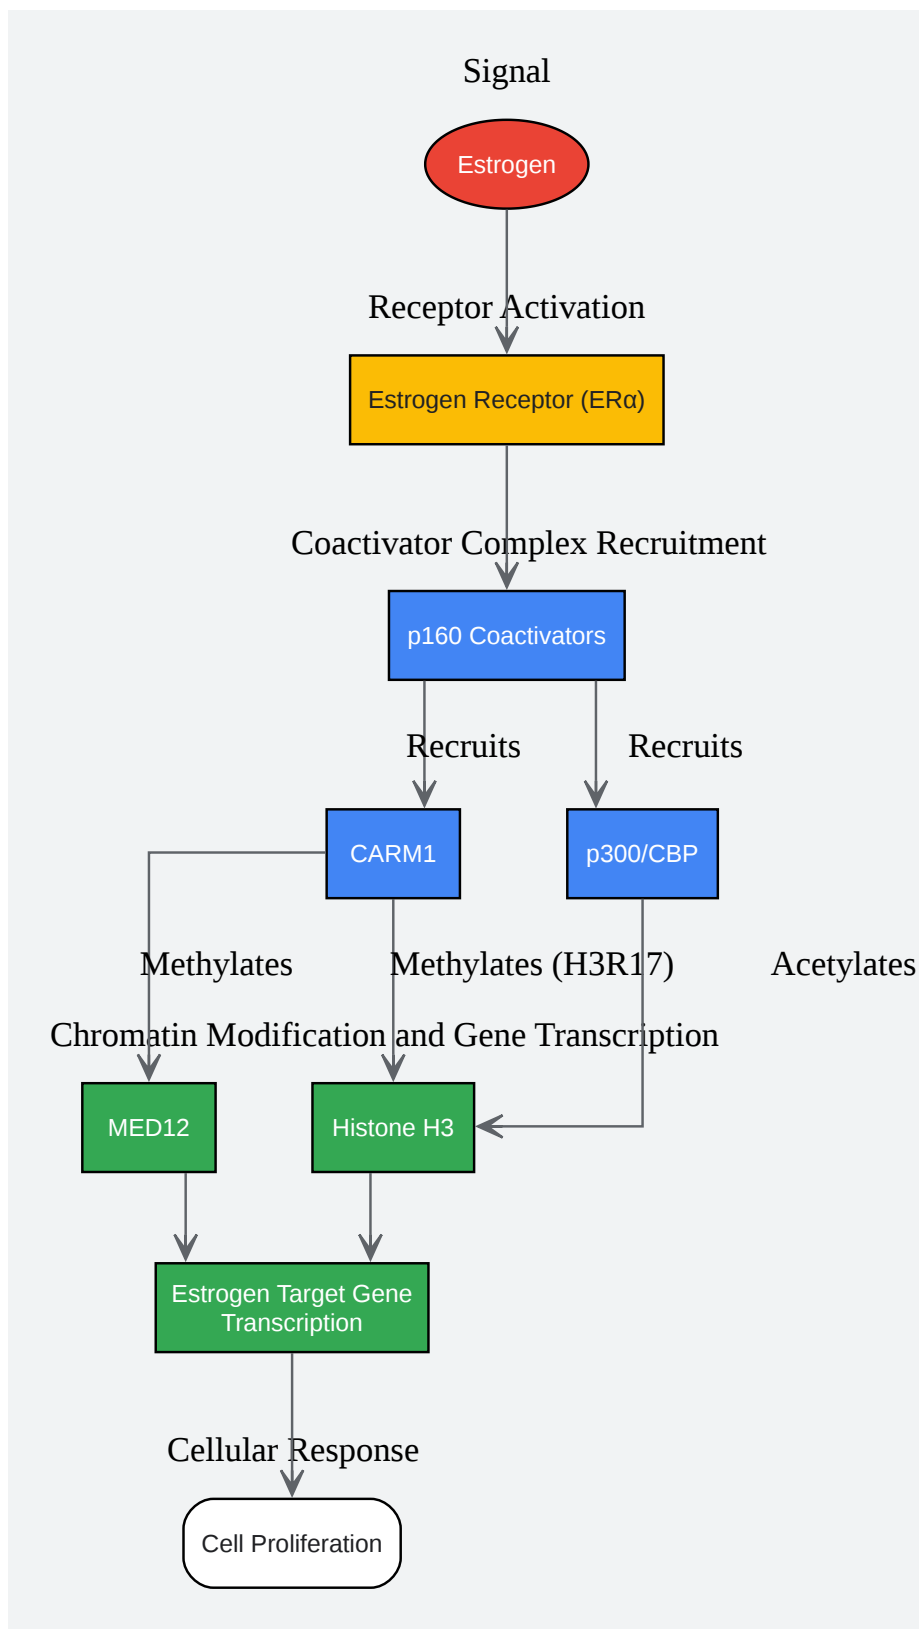 Signal
Estrogen
Receptor Activation
Estrogen Receptor (ERα)
Coactivator Complex Recruitment
p160 Coactivators
Recruits
Recruits
CARM1
p300/CBP
Methylates
Methylates (H3R17)
Acetylates
Chromatin Modification and Gene Transcription
MED12
Histone H3
Estrogen Target Gene
Transcription
Cellular Response
Cell Proliferation